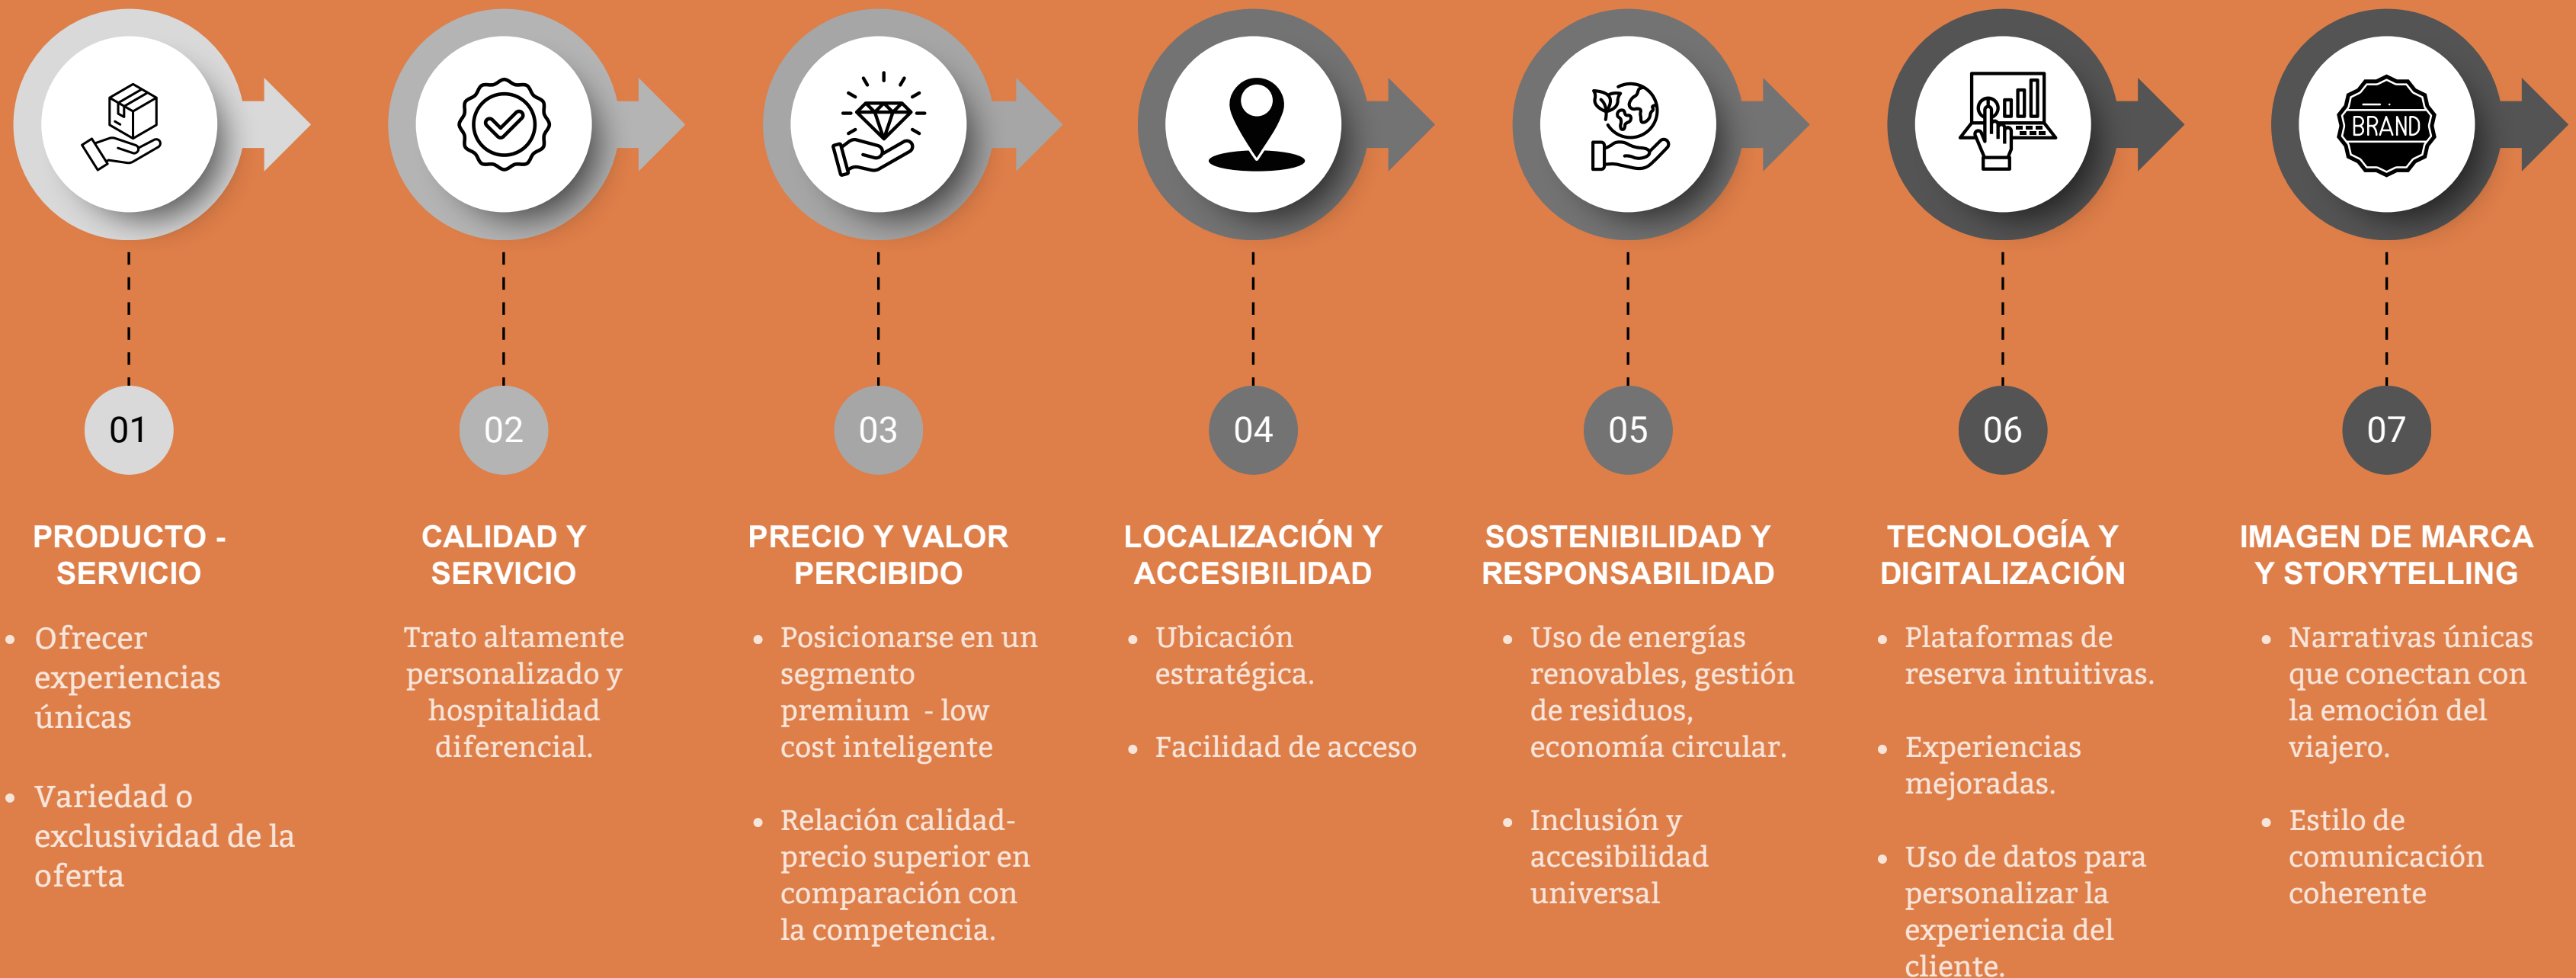 BRAND
01
02
03
04
05
06
07
PRODUCTO -
SERVICIO
• Ofrecer
experiencias
únicas
• Variedad o
exclusividad de la
oferta
CALIDAD Y
SERVICIO
Trato altamente
personalizado y
hospitalidad
diferencial.
PRECIO Y VALOR
PERCIBIDO
• Posicionarse en un
segmento
premium - low
cost inteligente
• Relación calidad-
precio superior en
comparación con
la competencia.
LOCALIZACIÓN Y
ACCESIBILIDAD
• Ubicación
estratégica.
• Facilidad de acceso
SOSTENIBILIDAD Y
RESPONSABILIDAD
• Uso de energías
renovables, gestión
de residuos,
economía circular.
• Inclusión y
accesibilidad
universal
TECNOLOGÍA Y
DIGITALIZACIÓN
• Plataformas de
reserva intuitivas.
• Experiencias
mejoradas.
• Uso de datos para
personalizar la
experiencia del
cliente.
IMAGEN DE MARCA
Y STORYTELLING
• Narrativas únicas
que conectan con
la emoción del
viajero.
• Estilo de
comunicación
coherente